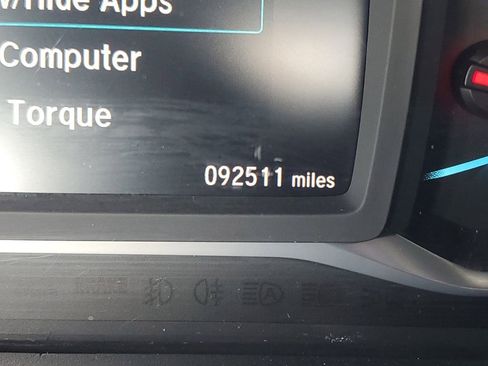 /Hide Apps
Computer
Torque
092511 miles